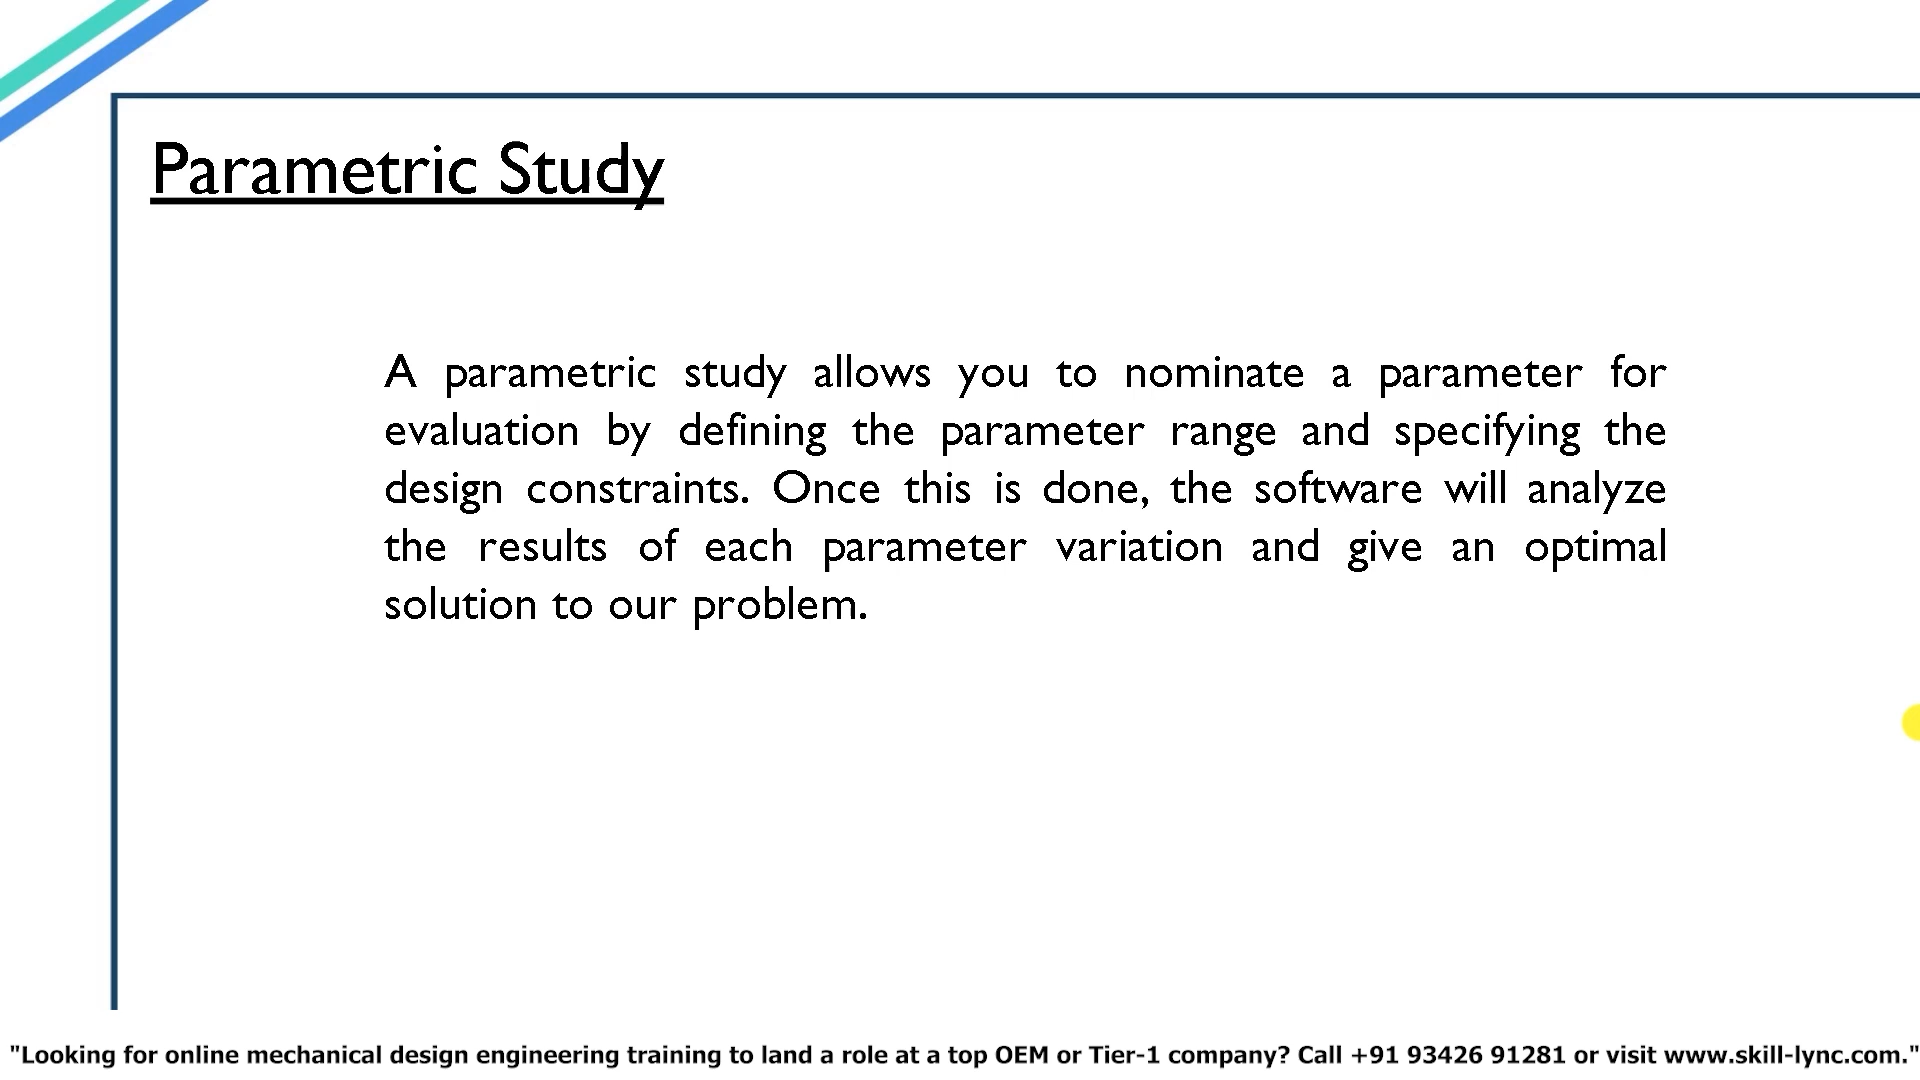 Parametric Study
A parametric study allows you to nominate a parameter for
evaluation by defining the parameter range and specifying the
design constraints. Once this is done, the software will analyze
the results of each parameter variation and give an optimal
solution to our problem.
"Looking for online mechanical design engineering training to land a role at a top OEM or Tier-1 company? Call +91 93426 91281 or visit www.skill-lync.com."